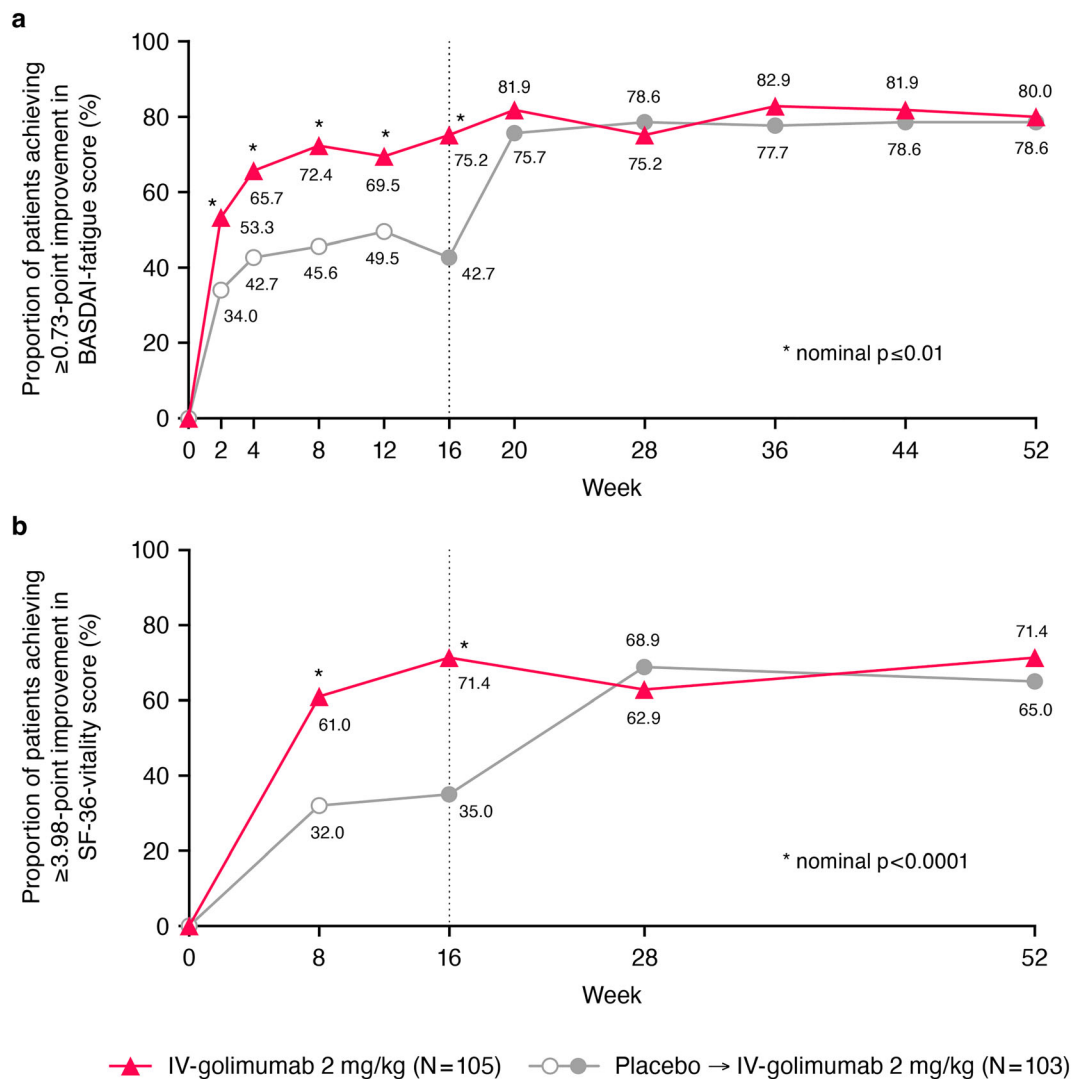 a
Proportion of patients achieving
≥0.73-point improvement in
BASDAI-fatigue score (%)
100
80
60
40
20
0
* * * * *
53.3
65.7
72.4
69.5
75.2
81.9
75.2
82.9
81.9
80.0
34.0
42.7
45.6
49.5
42.7
75.7
78.6
77.7
78.6
78.6
* nominal p≤0.01
0 2 4 8 12 16 20 28 36 44 52
Week
b
Proportion of patients achieving
≥3.98-point improvement in
SF-36-vitality score (%)
100
80
60
40
20
0
* *
61.0
71.4
62.9
71.4
32.0
35.0
68.9
65.0
* nominal p<0.0001
0 8 16 28 52
Week
IV-golimumab 2 mg/kg (N=105) Placebo → IV-golimumab 2 mg/kg (N=103)